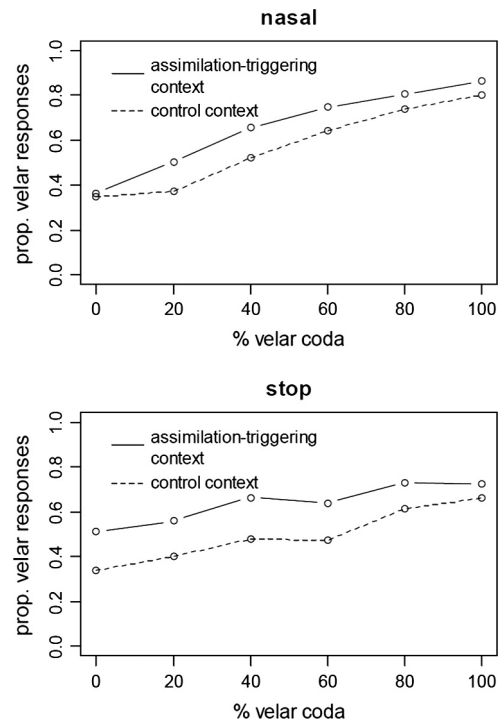 nasal
1.0
0.8
0.6
0.4
0.2
0.0
prop. velar responses
assimilation-triggering
context
control context
0 20 40 60 80 100
% velar coda
stop
1.0
0.8
0.6
0.4
0.2
0.0
prop. velar responses
assimilation-triggering
context
control context
0 20 40 60 80 100
% velar coda